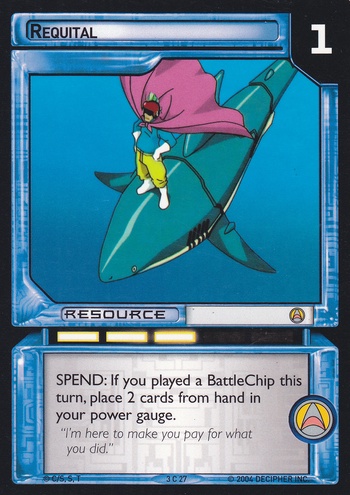 Requital
1
RESOURCE
SPEND: If you played a BattleChip this
turn, place 2 cards from hand in
your power gauge.
"I'm here to make you pay for what
you did."
©C/S, S, T
3 C 27
© 2004 DECIPHER INC.